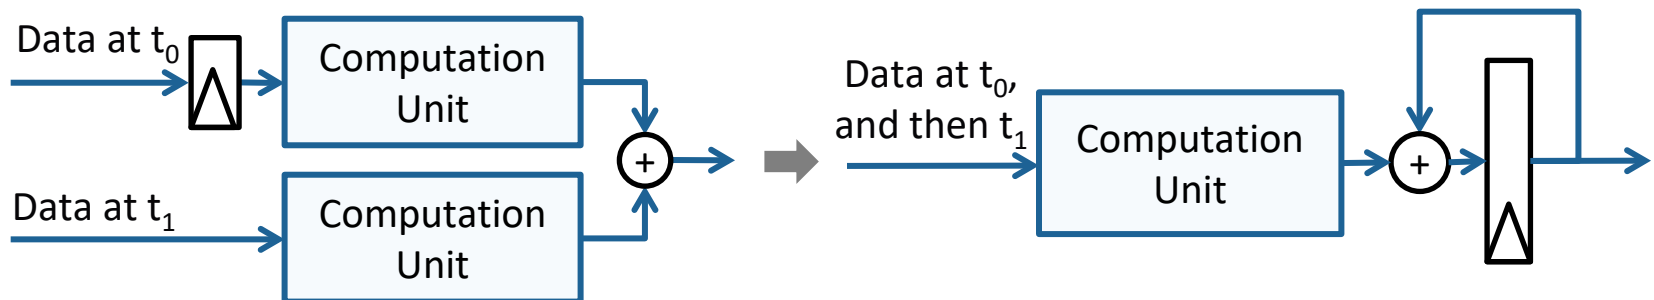 Data at t₀
Computation
Unit
+
Data at t₁
Computation
Unit
Data at t₀,
and then t₁
Computation
Unit
+